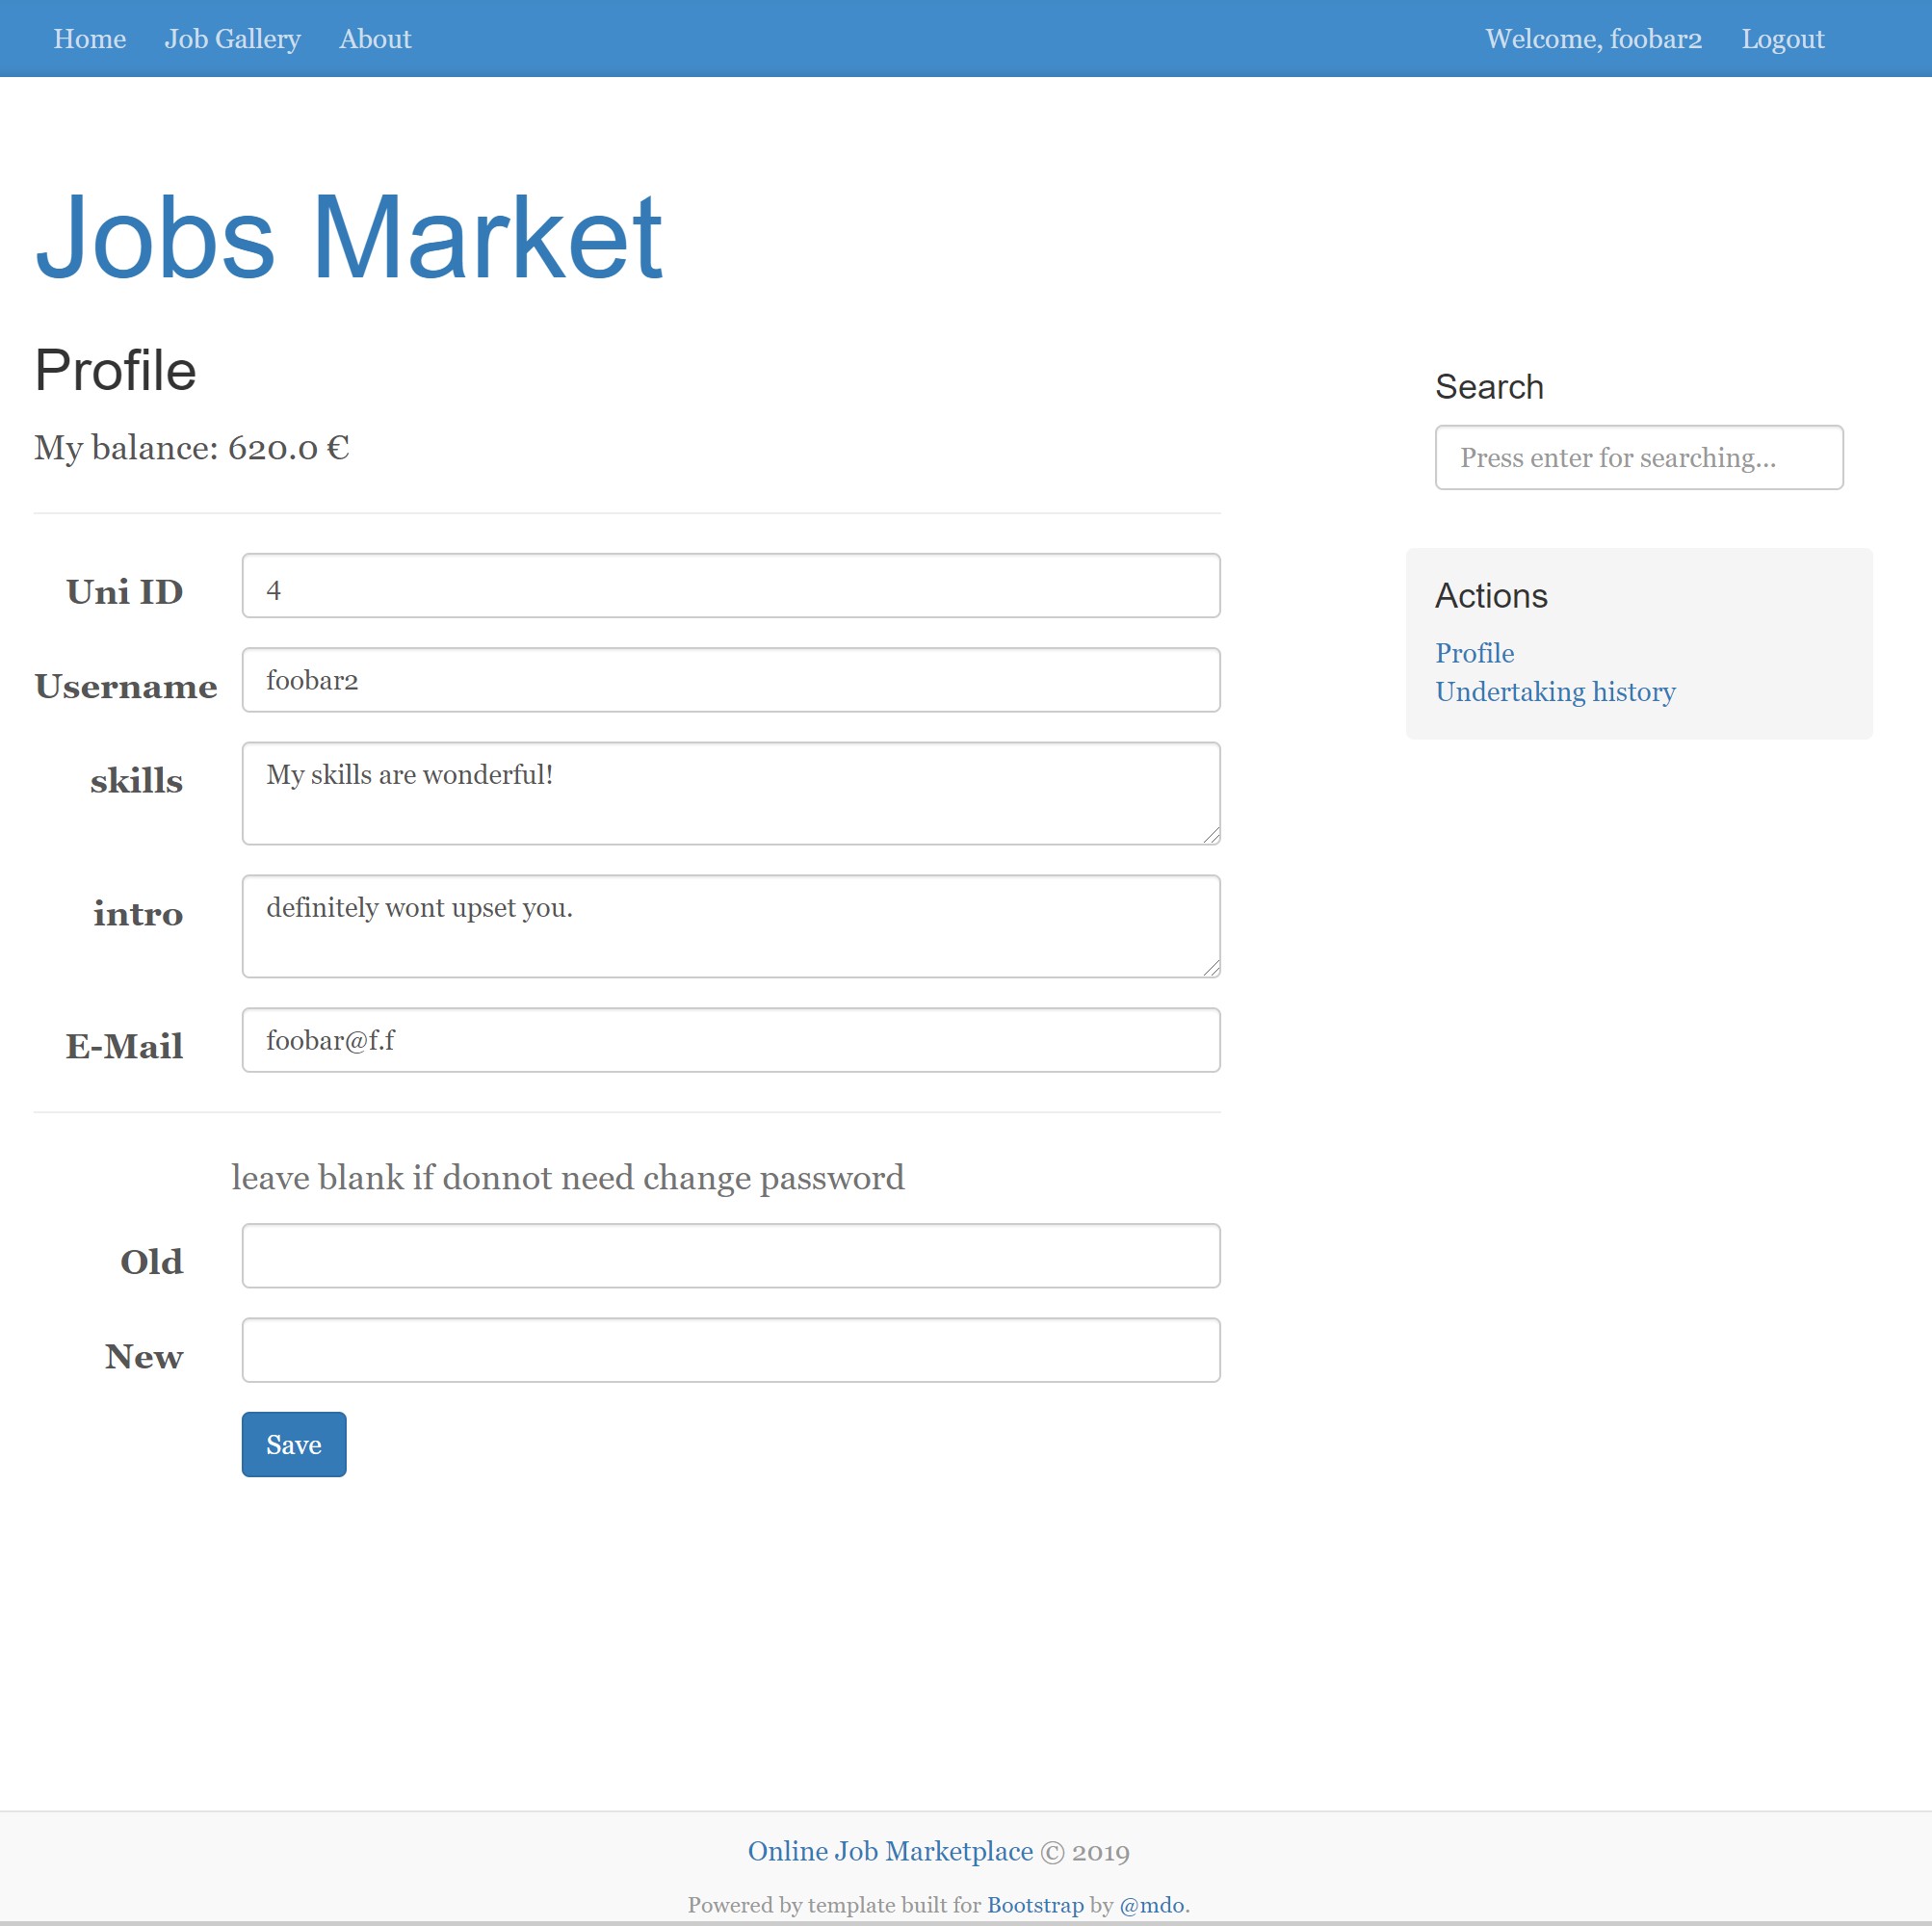 Home Job Gallery About Welcome, foobar2 Logout
Jobs Market
Profile
My balance: 620.0 €
Uni ID 4
Username foobar2
skills My skills are wonderful!
intro definitely wont upset you.
E-Mail foobar@f.f
leave blank if donnot need change password
Old
New
Save
Search
Press enter for searching...
Actions
Profile
Undertaking history
Online Job Marketplace © 2019
Powered by template built for Bootstrap by @mdo.